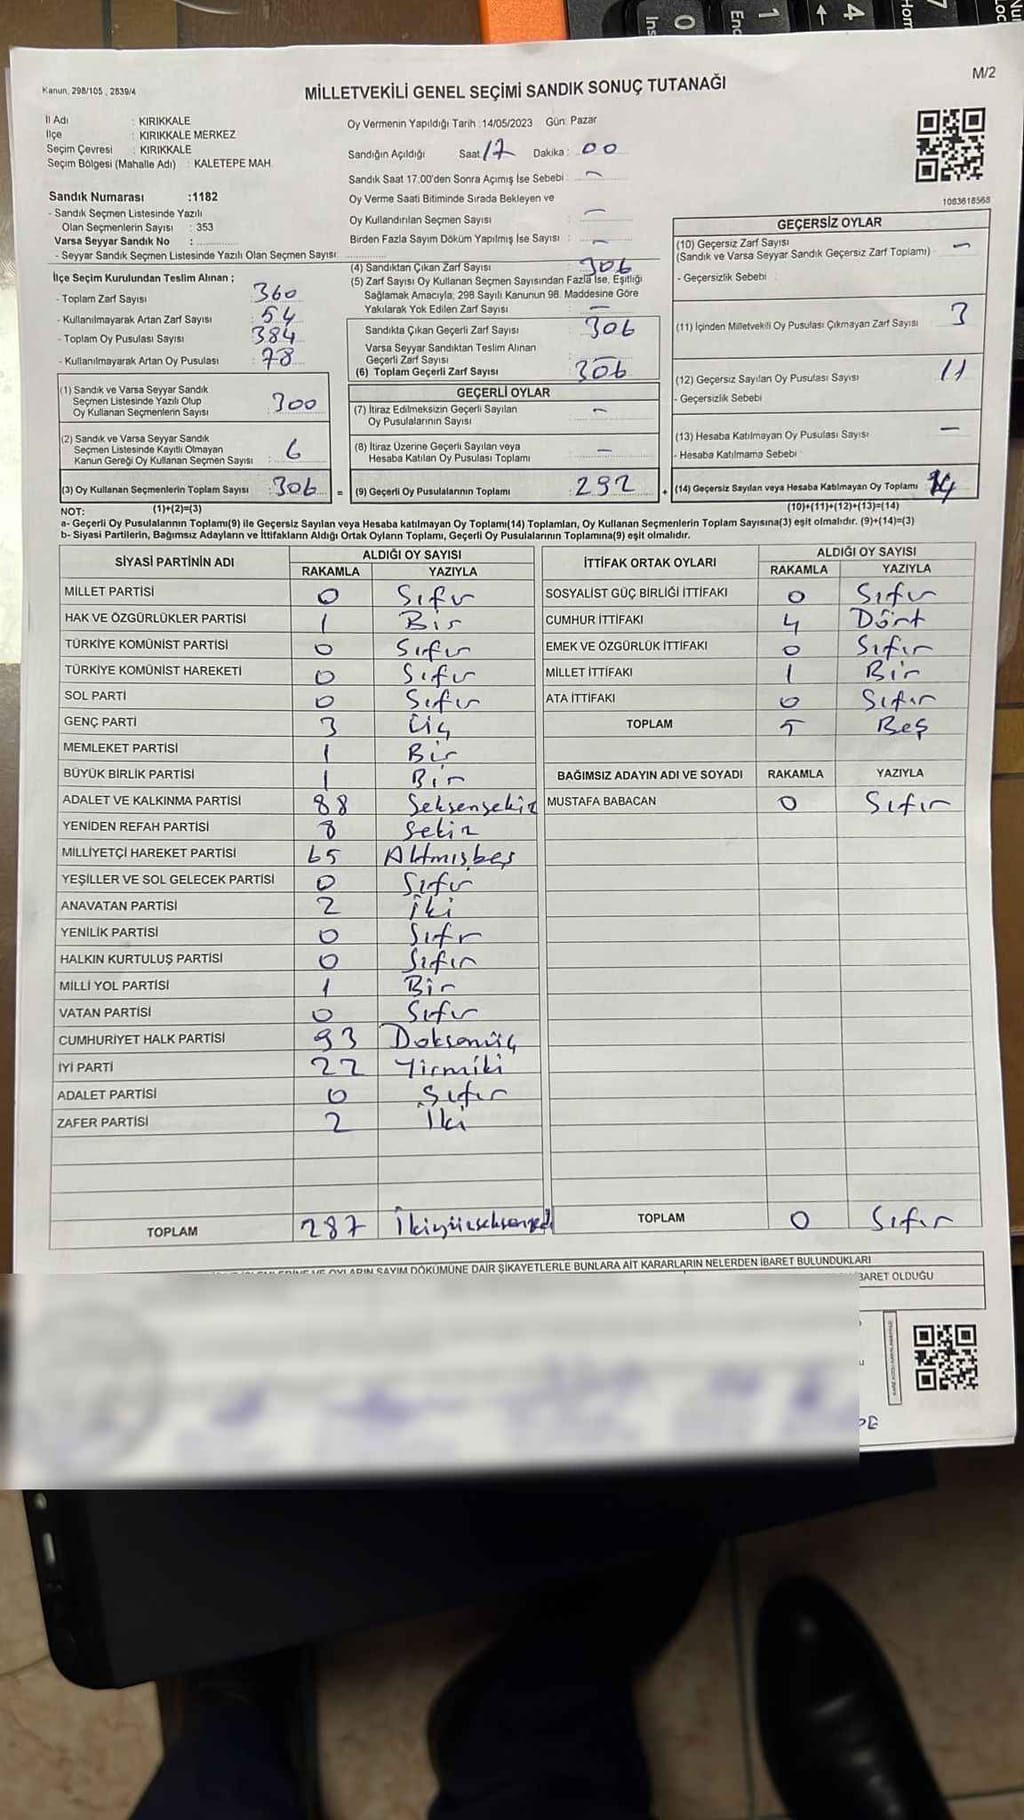 Kanun, 298/105 , 2839/4
MİLLETVEKİLİ GENEL SEÇİMİ SANDIK SONUÇ TUTANAĞI
M/2
İl Adı : KIRIKKALE
İlçe : KIRIKKALE MERKEZ
Seçim Çevresi : KIRIKKALE
Seçim Bölgesi (Mahalle Adı) : KALETEPE MAH.
Sandık Numarası :1182
- Sandık Seçmen Listesinde Yazılı
Olan Seçmenlerin Sayısı : 353
Varsa Seyyar Sandık No :
- Seyyar Sandık Seçmen Listesinde Yazılı Olan Seçmen Sayısı
Oy Vermenin Yapıldığı Tarih :14/05/2023 Gün: Pazar
Sandığın Açıldığı Saat 17 Dakika : 00
Sandık Saat 17.00'den Sonra Açımış İse Sebebi : -
Oy Verme Saati Bitiminde Sırada Bekleyen ve
Oy Kullandırılan Seçmen Sayısı : -
Birden Fazla Sayım Döküm Yapılmış İse Sayısı : -
1083618568
İlçe Seçim Kurulundan Teslim Alınan ;
- Toplam Zarf Sayısı : 360
- Kullanılmayarak Artan Zarf Sayısı : 54
- Toplam Oy Pusulası Sayısı : 384
- Kullanılmayarak Artan Oy Pusulası : 78
(1) Sandık ve Varsa Seyyar Sandık
Seçmen Listesinde Yazılı Olup
Oy Kullanan Seçmenlerin Sayısı : 300
(2) Sandık ve Varsa Seyyar Sandık
Seçmen Listesinde Kayıtlı Olmayan
Kanun Gereği Oy Kullanan Seçmen Sayısı : 6
(3) Oy Kullanan Seçmenlerin Toplam Sayısı : 306 =
(1)+(2)=(3)
(4) Sandıktan Çıkan Zarf Sayısı : 306
(5) Zarf Sayısı Oy Kullanan Seçmen Sayısından Fazla İse, Eşitliği
Sağlamak Amacıyla, 298 Sayılı Kanunun 98. Maddesine Göre
Yakılarak Yok Edilen Zarf Sayısı : -
Sandıkta Çıkan Geçerli Zarf Sayısı : 306
Varsa Seyyar Sandıktan Teslim Alınan
Geçerli Zarf Sayısı : -
(6) Toplam Geçerli Zarf Sayısı : 306
GEÇERLİ OYLAR
(7) İtiraz Edilmeksizin Geçerli Sayılan
Oy Pusulalarının Sayısı : -
(8) İtiraz Üzerine Geçerli Sayılan veya
Hesaba Katılan Oy Pusulası Toplamı : -
(9) Geçerli Oy Pusulalarının Toplamı : 292 +
GEÇERSİZ OYLAR
(10) Geçersiz Zarf Sayısı
(Sandık ve Varsa Seyyar Sandık Geçersiz Zarf Toplamı) : -
- Geçersizlik Sebebi :
(11) İçinden Milletvekili Oy Pusulası Çıkmayan Zarf Sayısı : 3
(12) Geçersiz Sayılan Oy Pusulası Sayısı : 11
- Geçersizlik Sebebi
(13) Hesaba Katılmayan Oy Pusulası Sayısı : -
- Hesaba Katılmama Sebebi
(14) Geçersiz Sayılan veya Hesaba Katılmayan Oy Toplamı : 14
(10)+(11)+(12)+(13)=(14)
NOT:
a- Geçerli Oy Pusulalarının Toplamı(9) ile Geçersiz Sayılan veya Hesaba katılmayan Oy Toplamı(14) Toplamları, Oy Kullanan Seçmenlerin Toplam Sayısına(3) eşit olmalıdır. (9)+(14)=(3)
b- Siyasi Partilerin, Bağımsız Adayların ve İttifakların Aldığı Ortak Oyların Toplamı, Geçerli Oy Pusulalarının Toplamına(9) eşit olmalıdır.
SİYASİ PARTİNİN ADI ALDIĞI OY SAYISI
RAKAMLA YAZIYLA
MİLLET PARTİSİ 0 Sıfır
HAK VE ÖZGÜRLÜKLER PARTİSİ 1 Bir
TÜRKİYE KOMÜNİST PARTİSİ 0 Sıfır
TÜRKİYE KOMÜNİST HAREKETİ 0 Sıfır
SOL PARTİ 0 Sıfır
GENÇ PARTİ 3 Üç
MEMLEKET PARTİSİ 1 Bir
BÜYÜK BİRLİK PARTİSİ 1 Bir
ADALET VE KALKINMA PARTİSİ 88 Seksensekiz
YENİDEN REFAH PARTİSİ 8 Sekiz
MİLLİYETÇİ HAREKET PARTİSİ 65 Altmışbeş
YEŞİLLER VE SOL GELECEK PARTİSİ 0 Sıfır
ANAVATAN PARTİSİ 2 İki
YENİLİK PARTİSİ 0 Sıfr
HALKIN KURTULUŞ PARTİSİ 0 Sıfır
MİLLİ YOL PARTİSİ 1 Bir
VATAN PARTİSİ 0 Sıfır
CUMHURİYET HALK PARTİSİ 93 Doksanüç
İYİ PARTİ 22 Yirmiiki
ADALET PARTİSİ 0 Sıfır
ZAFER PARTİSİ 2 İki
TOPLAM 287 İkiyüzseksenyedi
İTTİFAK ORTAK OYLARI ALDIĞI OY SAYISI
RAKAMLA YAZIYLA
SOSYALİST GÜÇ BİRLİĞİ İTTİFAKI 0 Sıfır
CUMHUR İTTİFAKI 4 Dört
EMEK VE ÖZGÜRLÜK İTTİFAKI 0 Sıfır
MİLLET İTTİFAKI 1 Bir
ATA İTTİFAKI 0 Sıfır
TOPLAM 5 Beş
BAĞIMSIZ ADAYIN ADI VE SOYADI RAKAMLA YAZIYLA
MUSTAFA BABACAN 0 Sıfır
TOPLAM 0 Sıfır
OYLARIN SAYIM DÖKÜMÜNE DAİR ŞİKAYETLERLE BUNLARA AİT KARARLARIN NELERDEN İBARET BULUNDUKLARI
BARET OLDUĞU